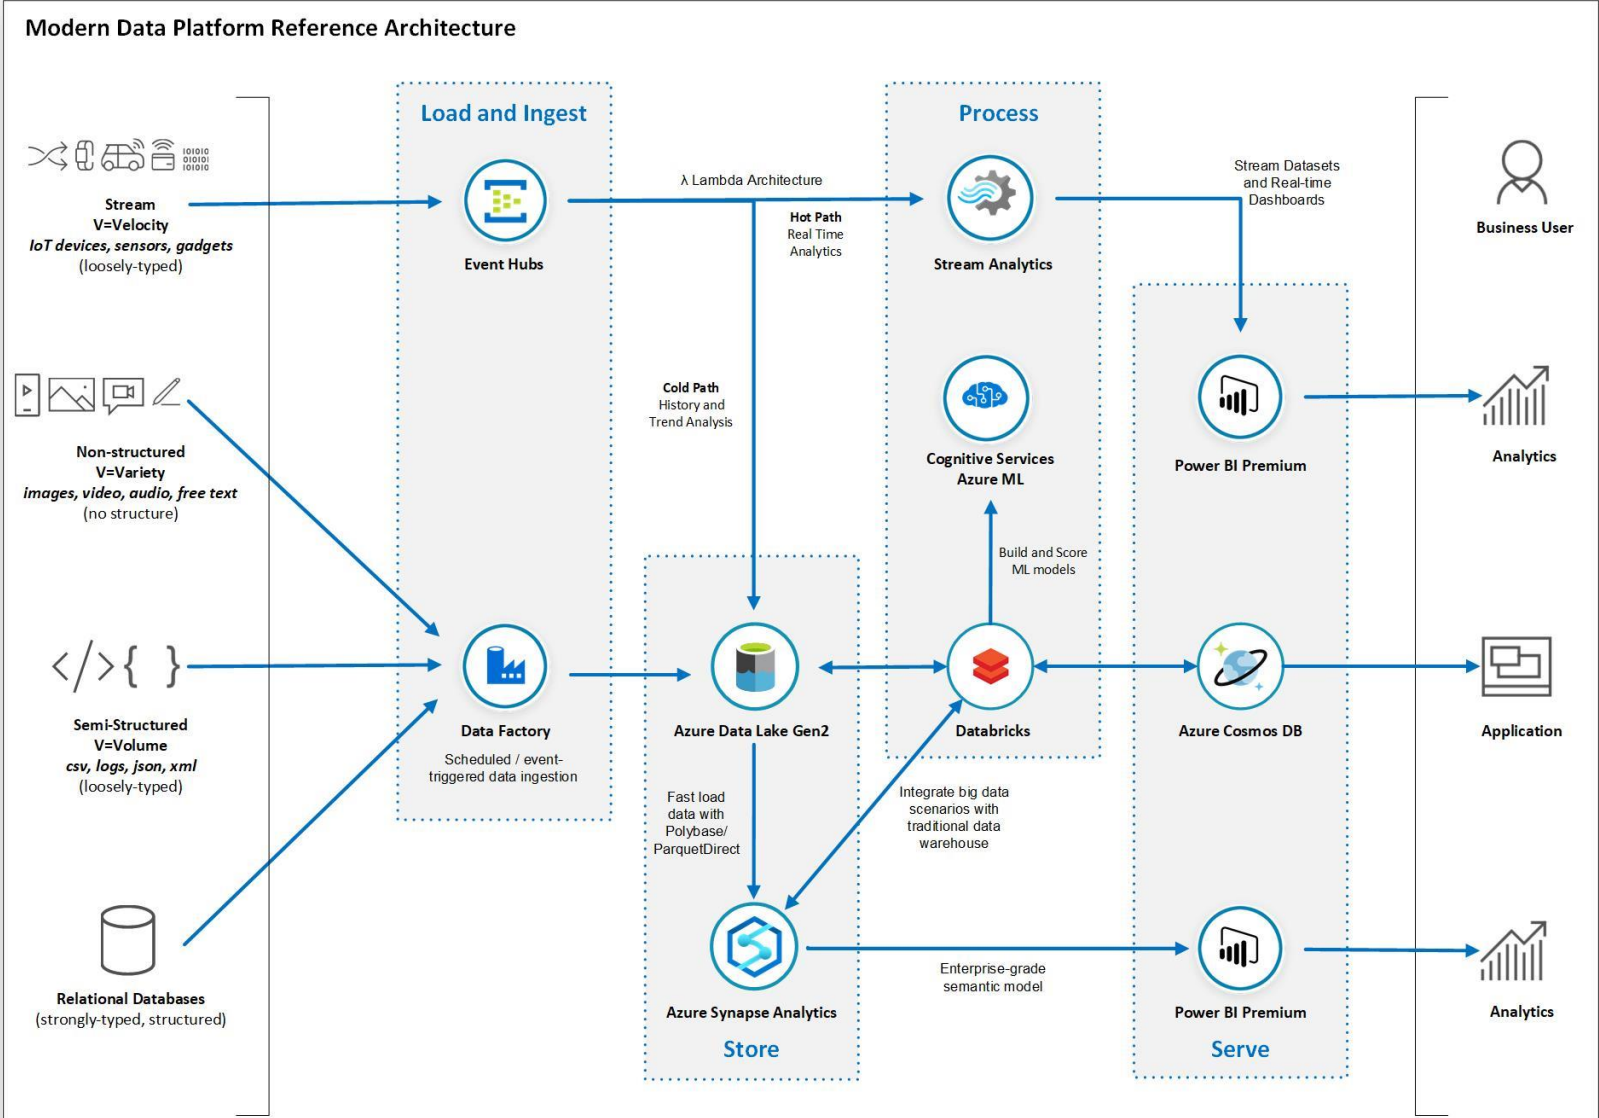 Modern Data Platform Reference Architecture
Load and Ingest
Process
101010
010101
101010
Stream
V=Velocity
IoT devices, sensors, gadgets
(loosely-typed)
Event Hubs
λ Lambda Architecture
Hot Path
Real Time
Analytics
Stream Analytics
Stream Datasets
and Real-time
Dashboards
Business User
Non-structured
V=Variety
images, video, audio, free text
(no structure)
Cold Path
History and
Trend Analysis
Cognitive Services
Azure ML
Power BI Premium
Analytics
Build and Score
ML models
</>{ }
Semi-Structured
V=Volume
csv, logs, json, xml
(loosely-typed)
Data Factory
Scheduled / event-
triggered data ingestion
Azure Data Lake Gen2
Databricks
Azure Cosmos DB
Application
Fast load
data with
Polybase/
ParquetDirect
Integrate big data
scenarios with
traditional data
warehouse
Relational Databases
(strongly-typed, structured)
Azure Synapse Analytics
Enterprise-grade
semantic model
Power BI Premium
Analytics
Store
Serve